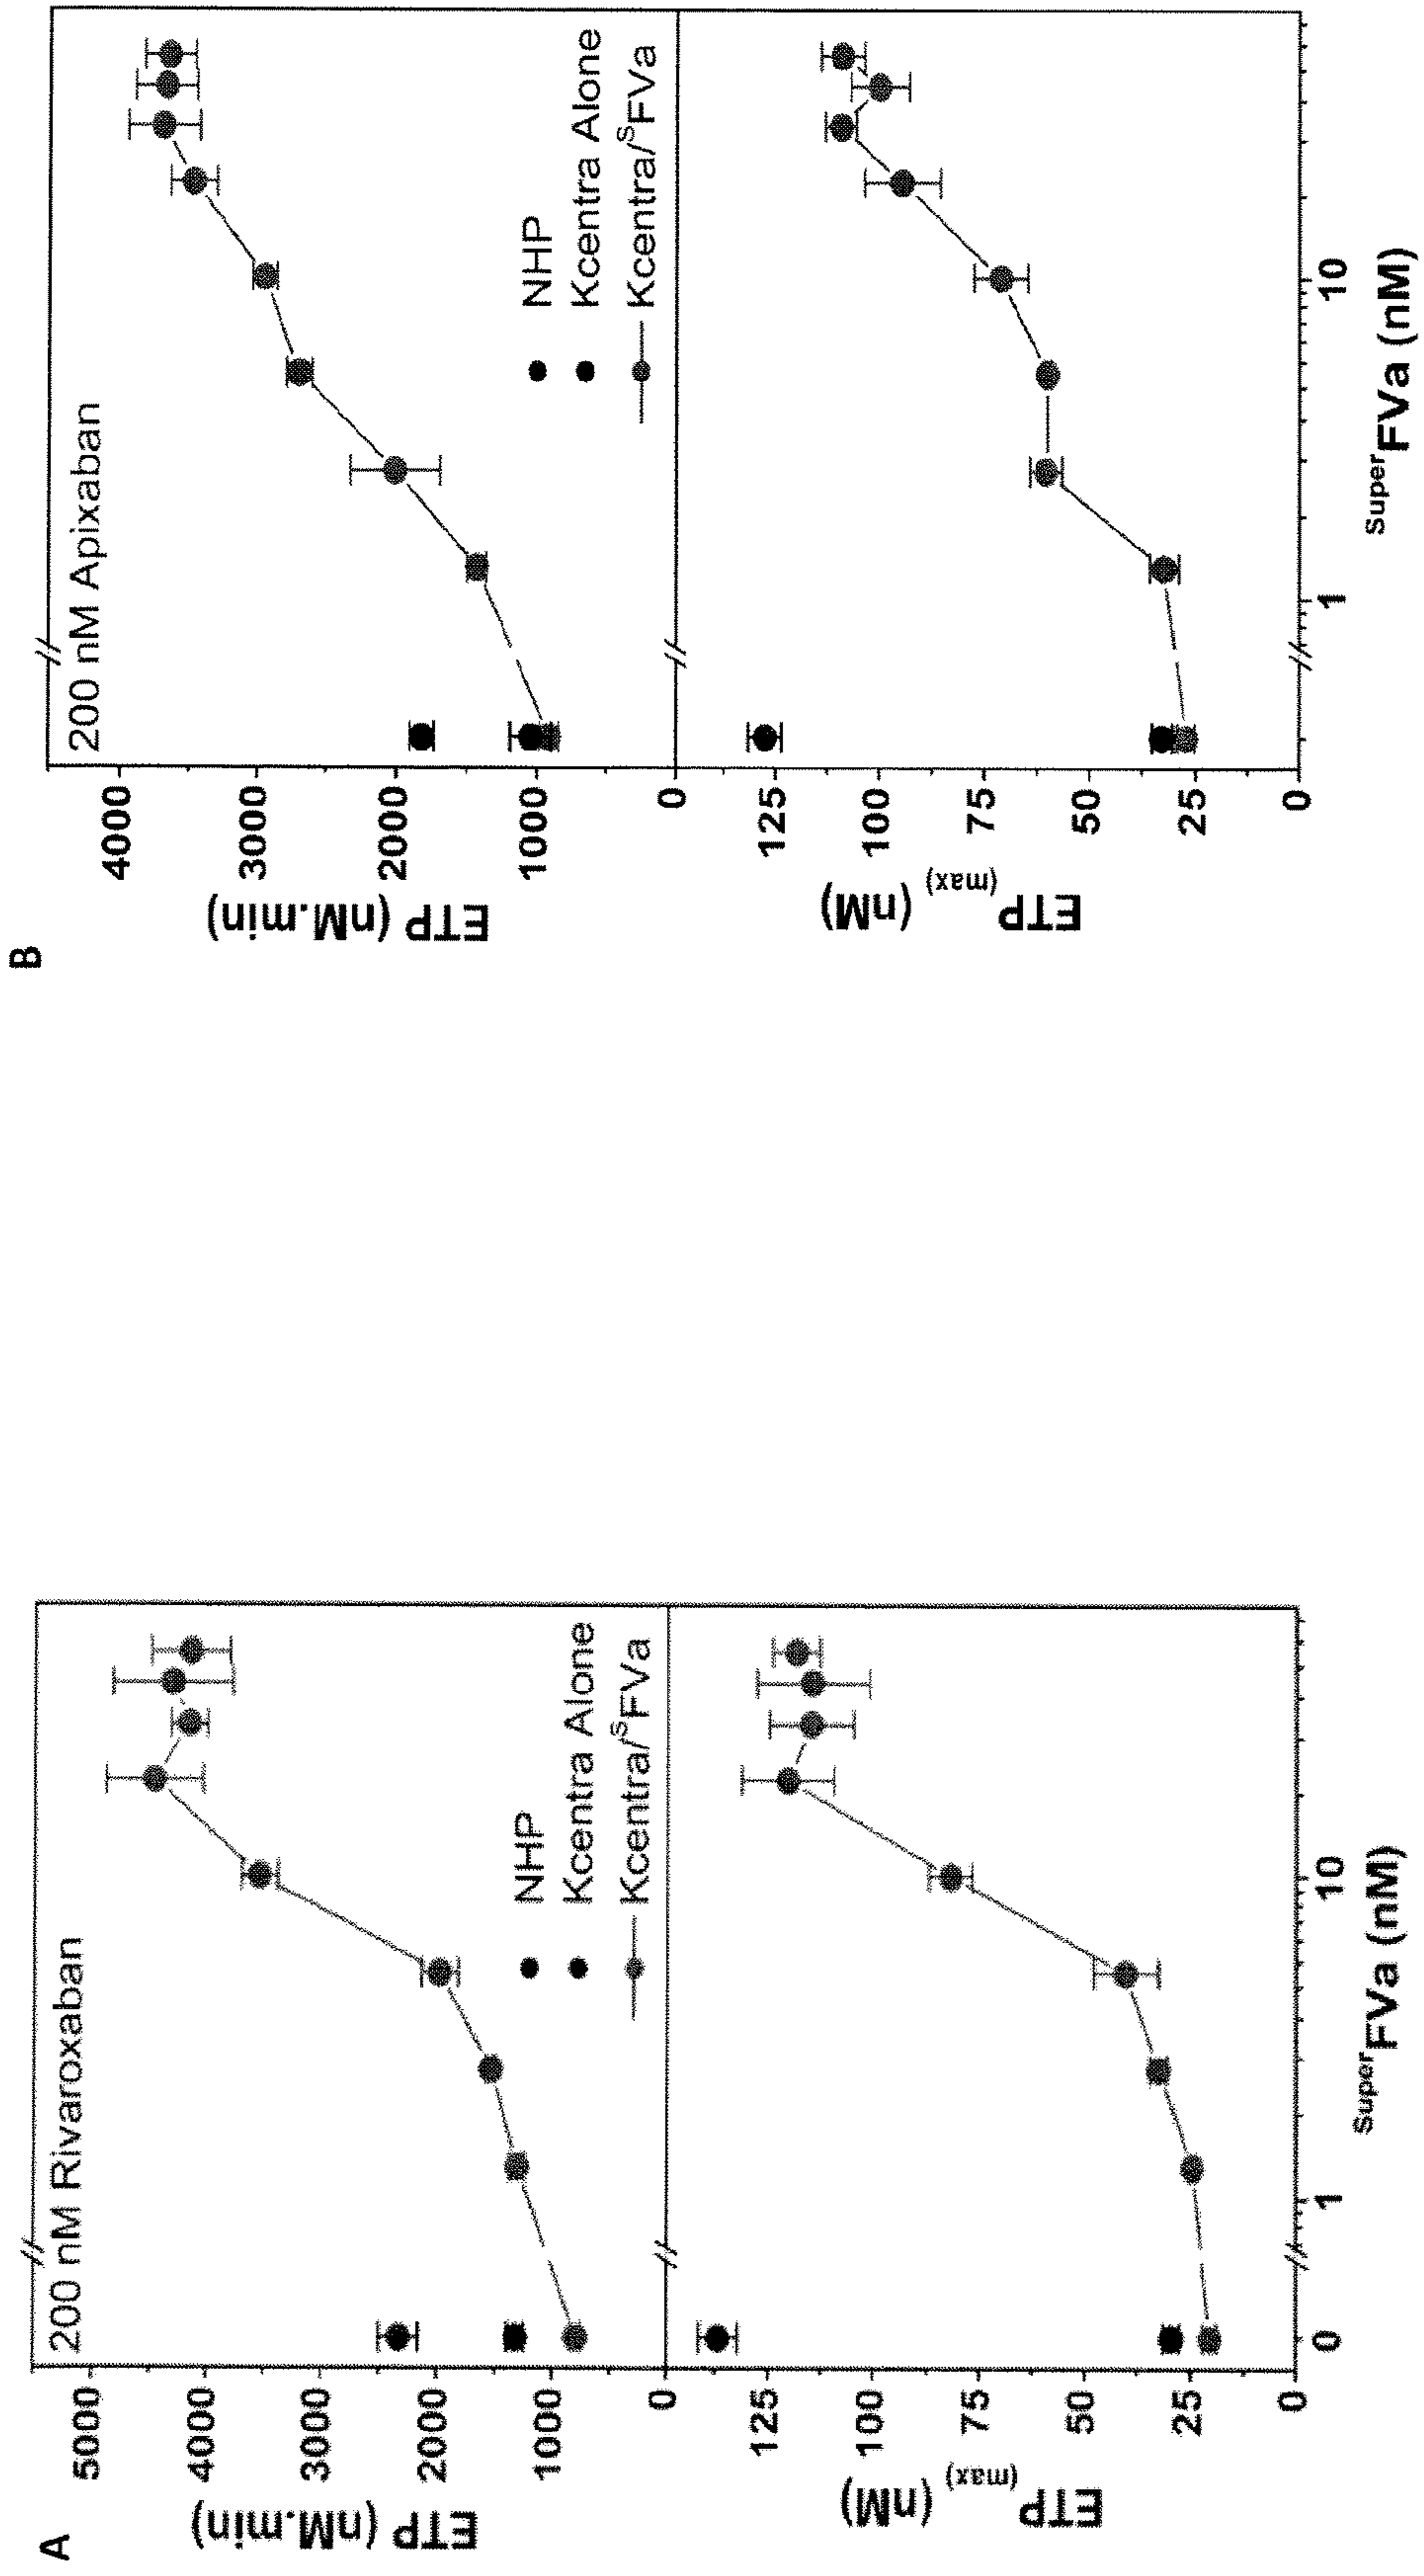 A
200 nM Rivaroxaban
ETP (nM.min)
5000
4000
3000
2000
1000
0
NHP
Kcentra Alone
Kcentra/SFVa
ETP(max) (nM)
125
100
75
50
25
0
0 1 10
SuperFVa (nM)
B
200 nM Apixaban
ETP (nM.min)
4000
3000
2000
1000
0
NHP
Kcentra Alone
Kcentra/SFVa
ETP(max) (nM)
125
100
75
50
25
0
1 10
SuperFVa (nM)